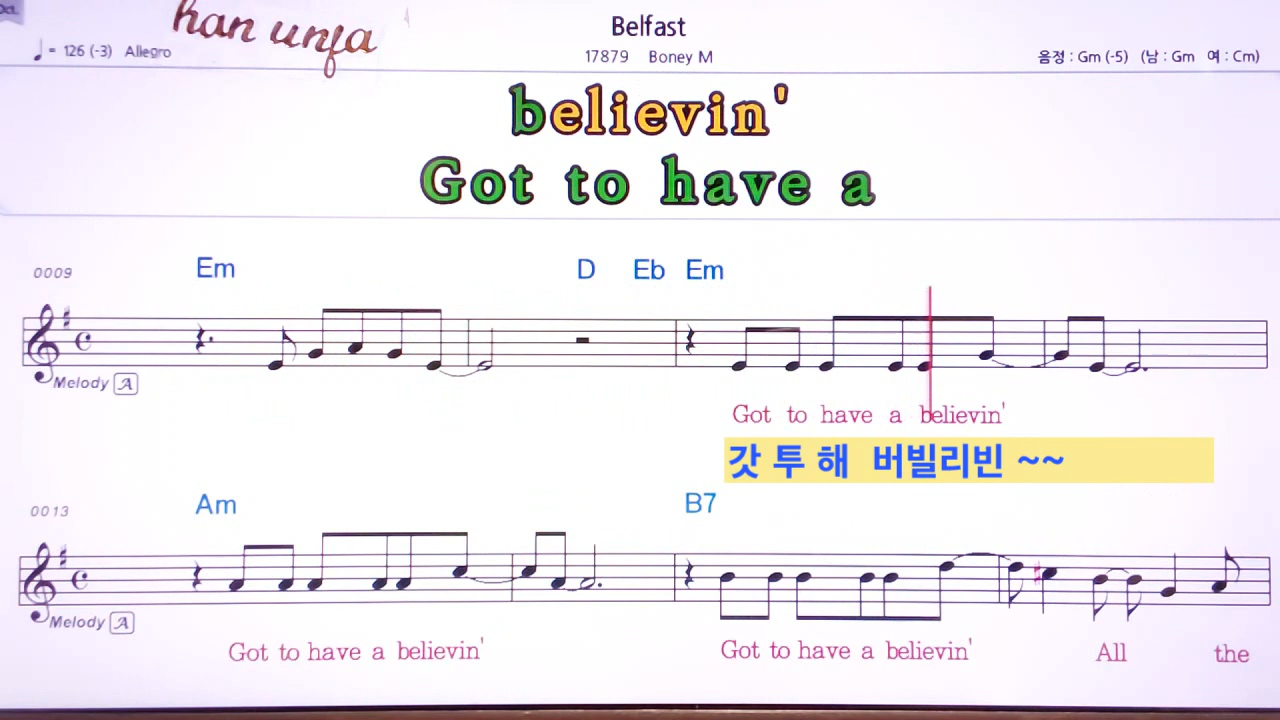 han unja
Belfast
♩ = 126 (-3) Allegro
17879 Boney M
음정 : Gm (-5) (남 : Gm 여 : Cm)
believin'
Got to have a
0009
Em D Eb Em
Melody A
Got to have a believin'
갓 투 해 버빌리빈 ~~
0013
Am B7
Melody A
Got to have a believin' Got to have a believin' All the